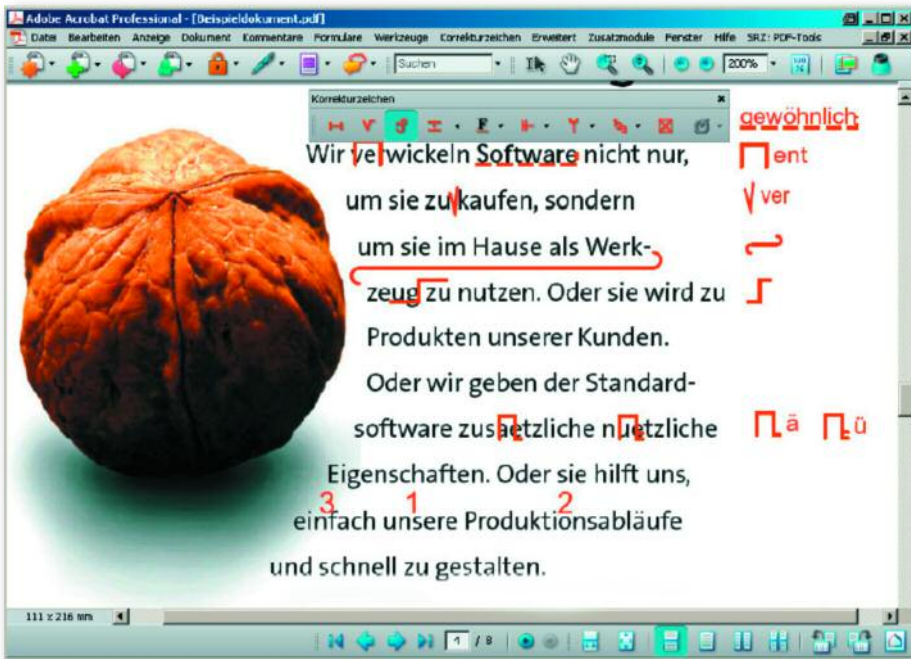 Adobe Acrobat Professional - [Beispieldokument.pdf]
Datei Bearbeiten Anzeige Dokument Kommentare Formulare Werkzeuge Korrekturzeichen Erweitert Zusatzmodule Fenster Hilfe SRZ: PDF-Tools
Suchen 200%
Korrekturzeichen
gewöhnlich
Wir verwickeln Software nicht nur, ent
um sie zu kaufen, sondern ver
um sie im Hause als Werk-
zeug zu nutzen. Oder sie wird zu
Produkten unserer Kunden.
Oder wir geben der Standard-
software zusaetzliche nuetzliche ä ü
Eigenschaften. Oder sie hilft uns,
3 1 2
einfach unsere Produktionsabläufe
und schnell zu gestalten.
111 x 216 mm
1 / 8